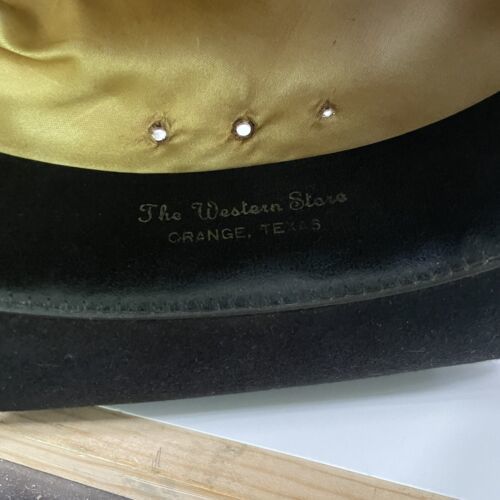 The Western Store
ORANGE, TEXAS